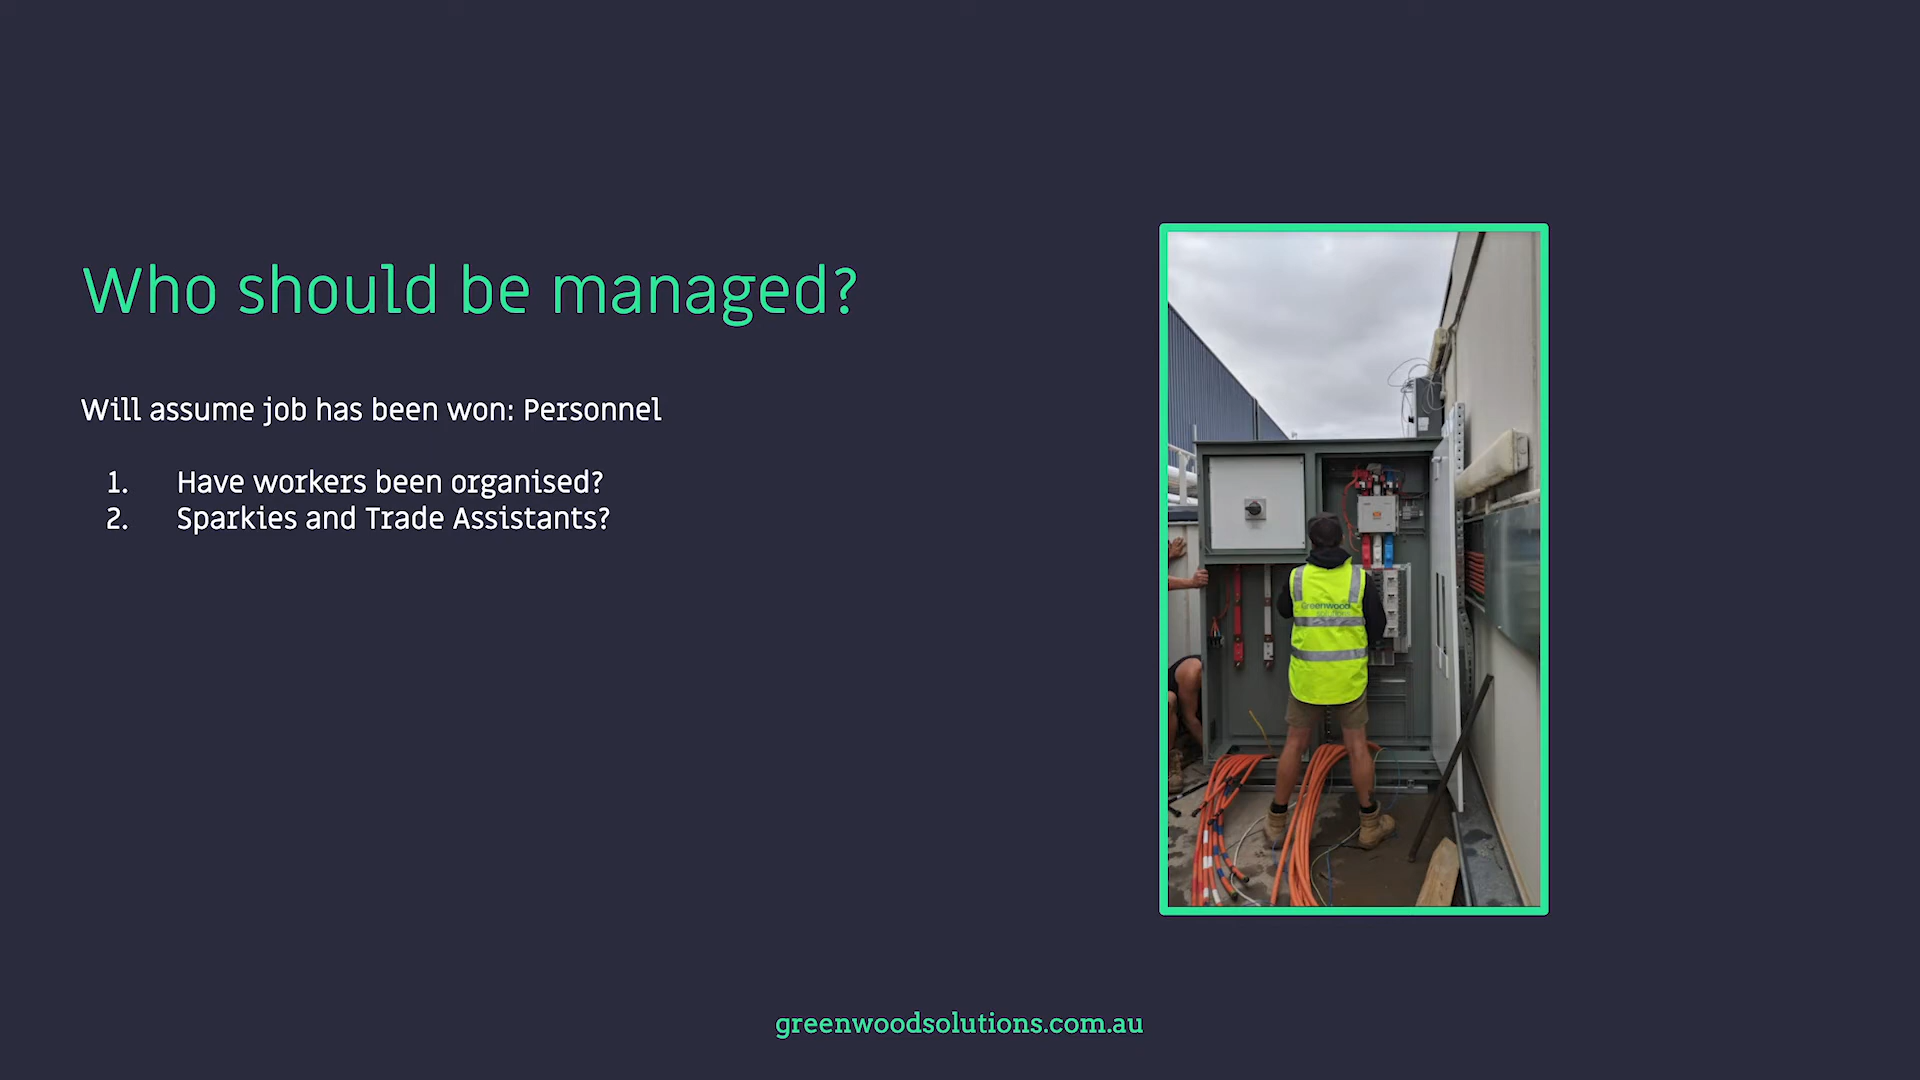 Who should be managed?
Will assume job has been won: Personnel
1. Have workers been organised?
2. Sparkies and Trade Assistants?
Greenwood
greenwoodsolutions.com.au